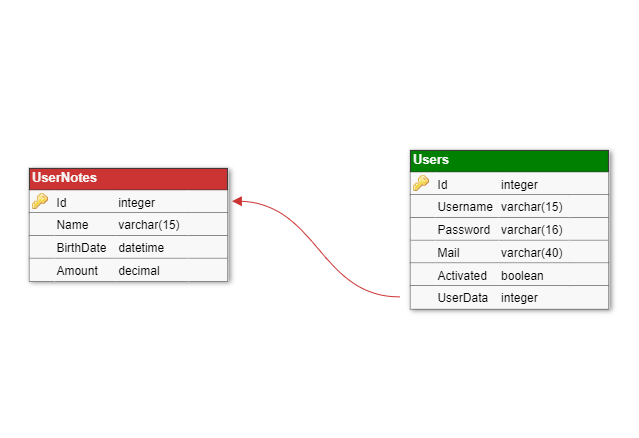 UserNotes
Id integer
Name varchar(15)
BirthDate datetime
Amount decimal
Users
Id integer
Username varchar(15)
Password varchar(16)
Mail varchar(40)
Activated boolean
UserData integer